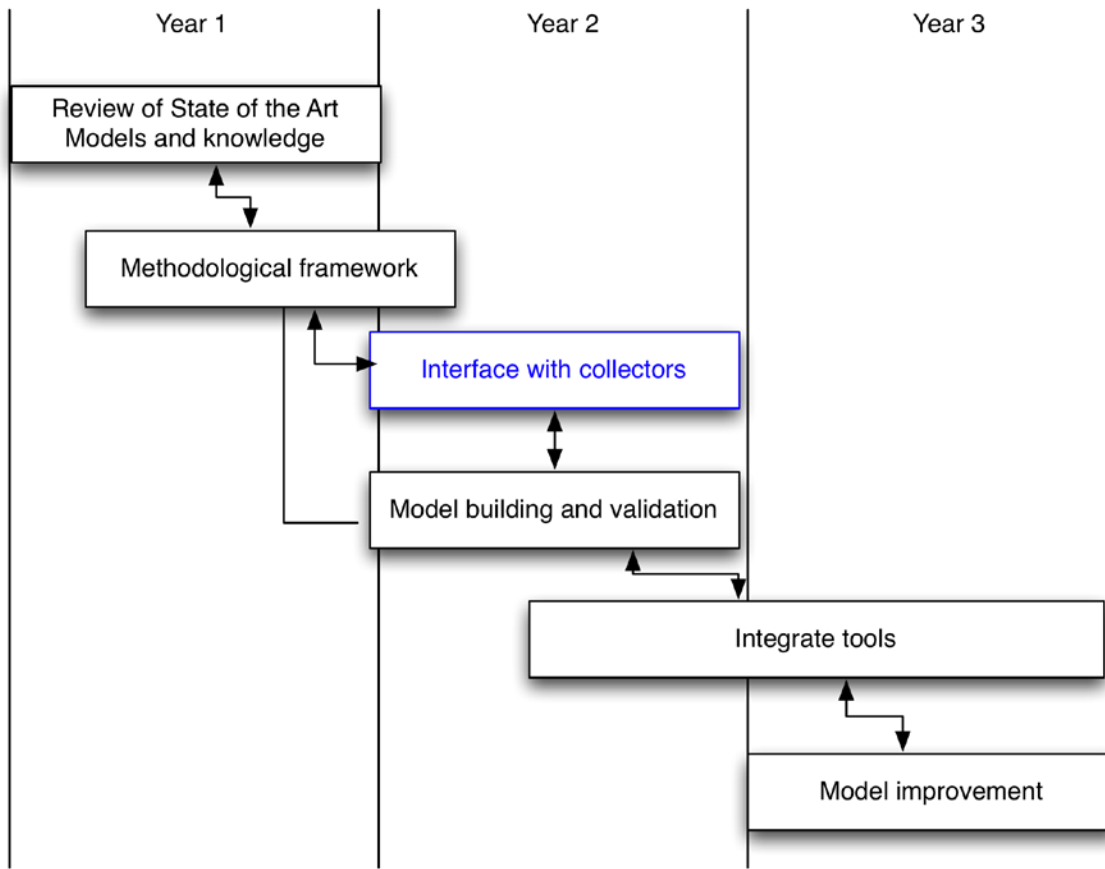 Year 1
Year 2
Year 3
Review of State of the Art
Models and knowledge
Methodological framework
Interface with collectors
Model building and validation
Integrate tools
Model improvement